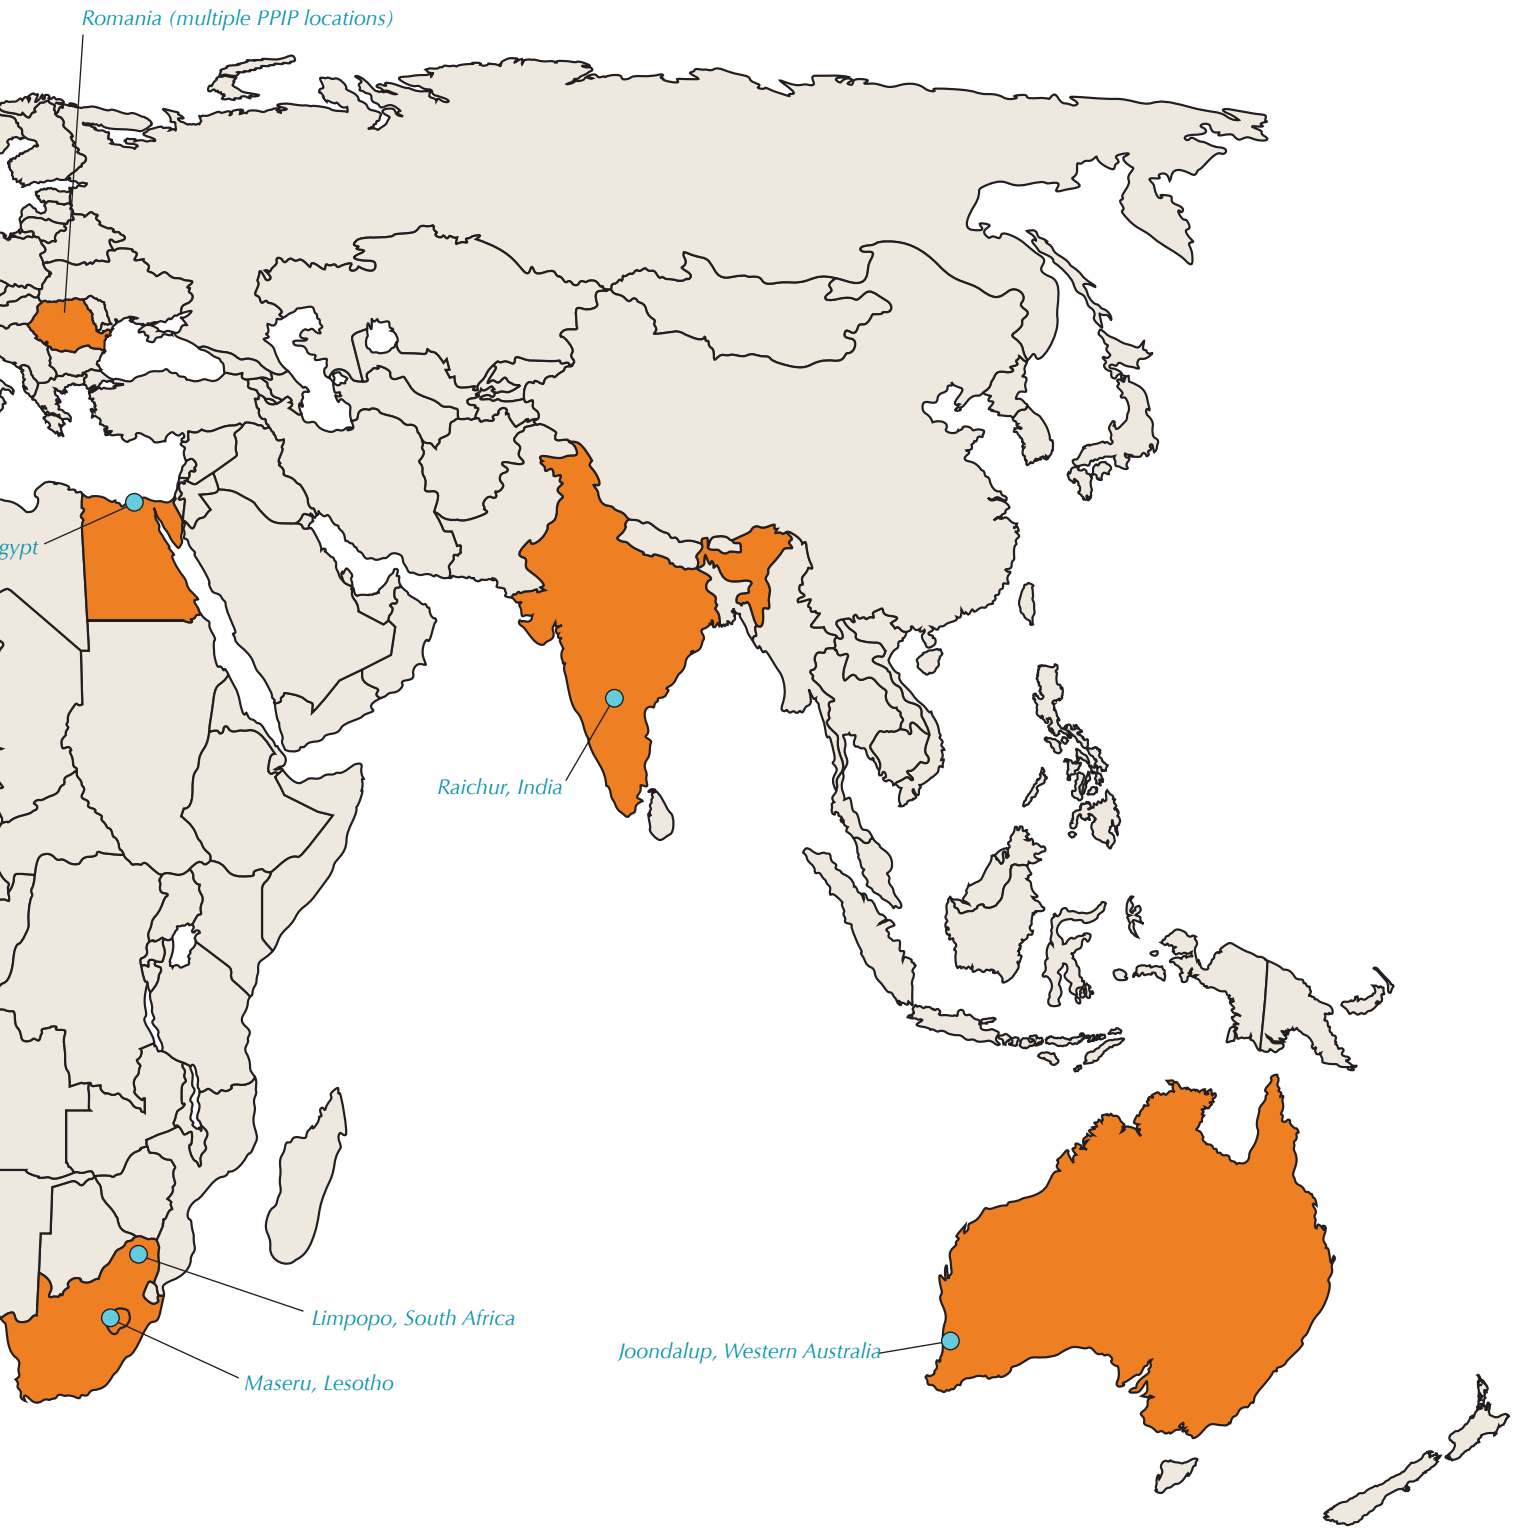 Romania (multiple PPIP locations)
gypt
Raichur, India
Limpopo, South Africa
Joondalup, Western Australia
Maseru, Lesotho